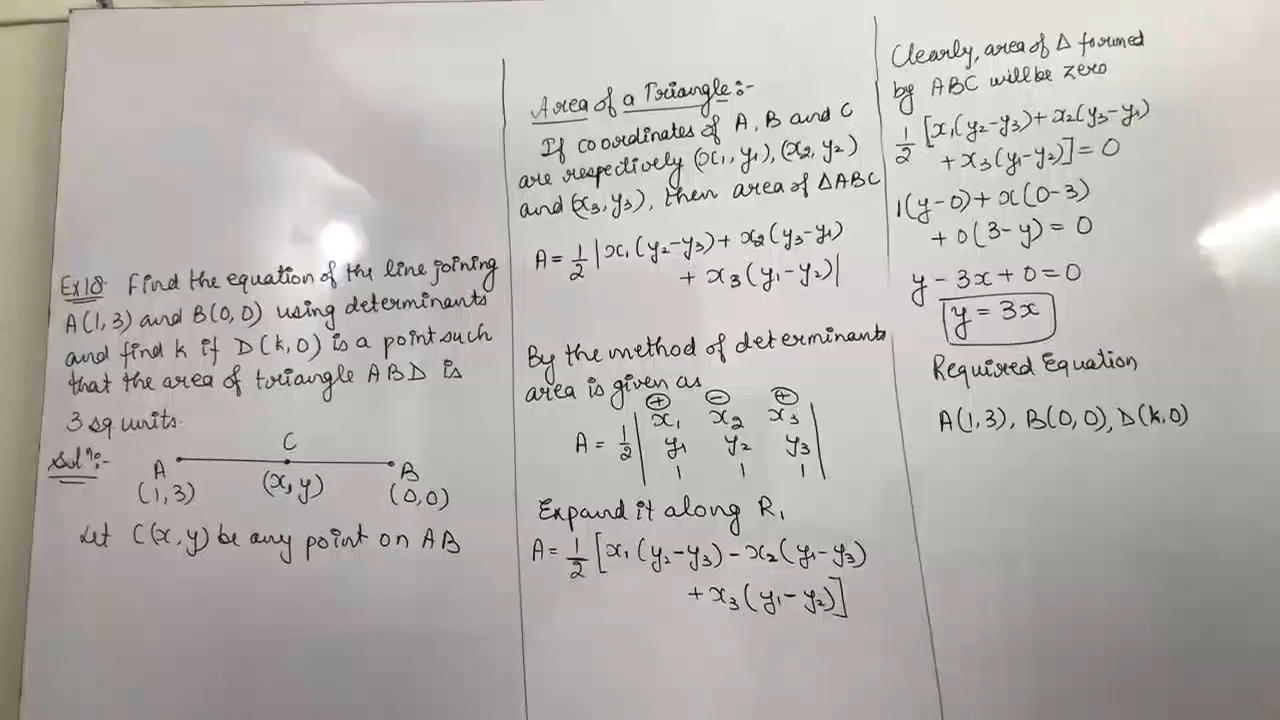 Ex18. Find the equation of the line joining
A(1,3) and B(0,0) using determinants
and find k if D(k,0) is a point such
that the area of triangle ABD is
3 sq units.
Solⁿ:-
C
A B
(1,3) (x,y) (0,0)
Let C(x,y) be any point on AB
Area of a Triangle:-
If coordinates of A, B and C
are respectively (x₁, y₁), (x₂, y₂)
and (x₃, y₃), then area of ΔABC
A = 1/2 |x₁(y₂-y₃) + x₂(y₃-y₁)
+ x₃(y₁-y₂)|
By the method of determinants
area is given as
⊕ ⊖ ⊕
A = 1/2 | x₁ x₂ x₃ |
| y₁ y₂ y₃ |
| 1 1 1 |
Expand it along R₁
A = 1/2 [x₁(y₂-y₃) - x₂(y₁-y₃)
+ x₃(y₁-y₂)]
Clearly, area of Δ formed
by ABC will be zero
1/2 [x₁(y₂-y₃) + x₂(y₃-y₁)
+ x₃(y₁-y₂)] = 0
1(y-0) + x(0-3)
+ 0(3-y) = 0
y - 3x + 0 = 0
y = 3x
Required Equation
A(1,3), B(0,0), D(k,0)